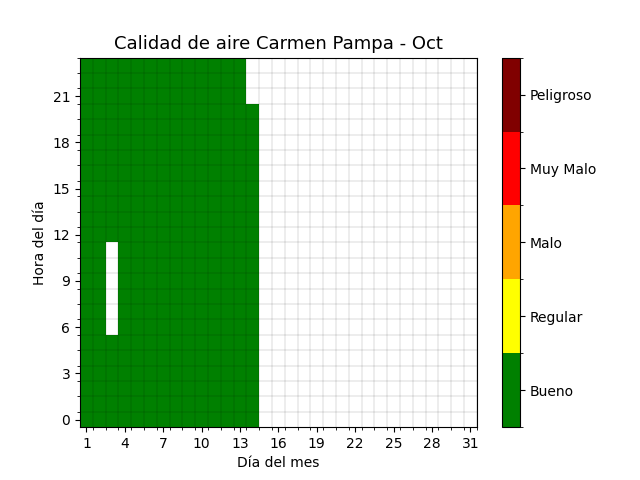 Calidad de aire Carmen Pampa - Oct
Hora del día
21
18
15
12
9
6
3
0
1 4 7 10 13 16 19 22 25 28 31
Día del mes
Peligroso
Muy Malo
Malo
Regular
Bueno